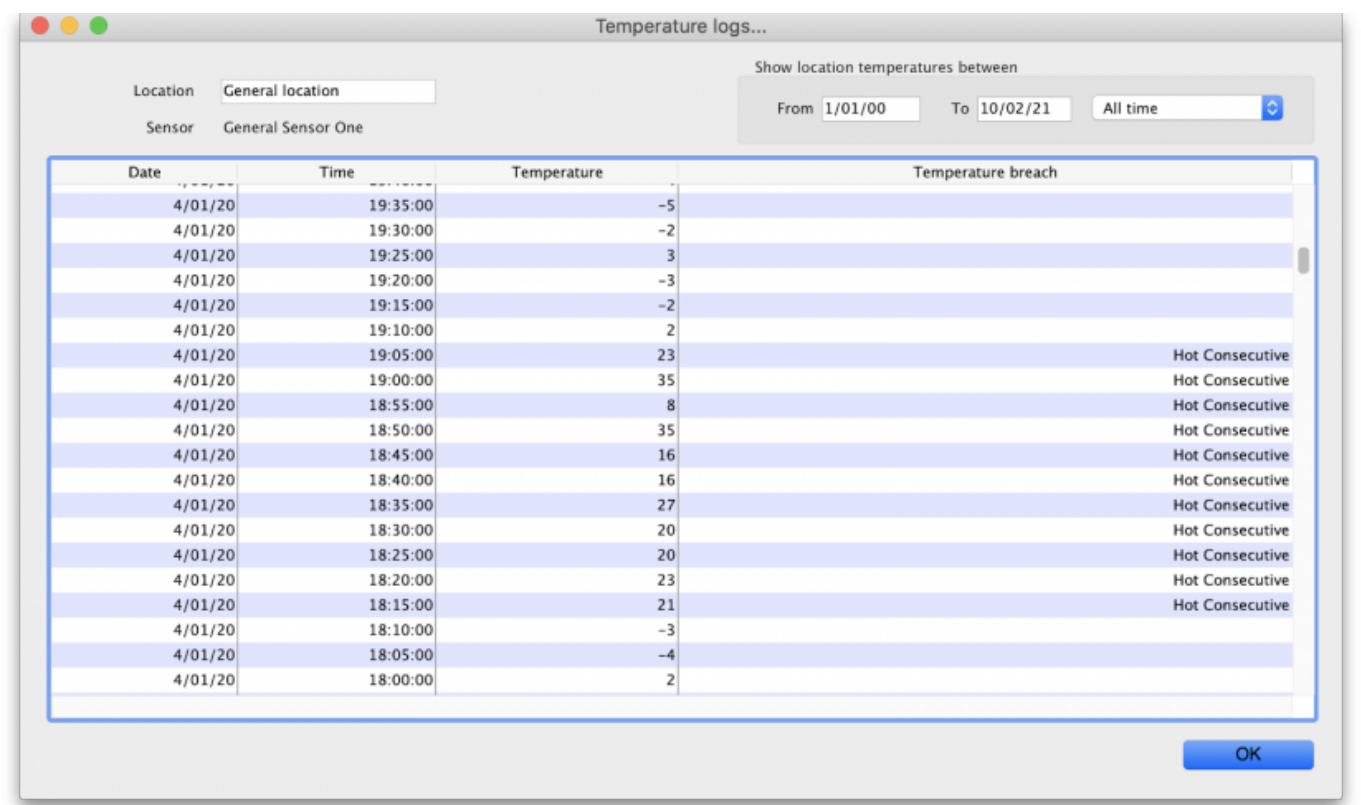 Temperature logs...
Show location temperatures between
Location General location
From 1/01/00 To 10/02/21 All time
Sensor General Sensor One
Date Time Temperature Temperature breach
4/01/20 19:35:00 -5
4/01/20 19:30:00 -2
4/01/20 19:25:00 3
4/01/20 19:20:00 -3
4/01/20 19:15:00 -2
4/01/20 19:10:00 2
4/01/20 19:05:00 23 Hot Consecutive
4/01/20 19:00:00 35 Hot Consecutive
4/01/20 18:55:00 8 Hot Consecutive
4/01/20 18:50:00 35 Hot Consecutive
4/01/20 18:45:00 16 Hot Consecutive
4/01/20 18:40:00 16 Hot Consecutive
4/01/20 18:35:00 27 Hot Consecutive
4/01/20 18:30:00 20 Hot Consecutive
4/01/20 18:25:00 20 Hot Consecutive
4/01/20 18:20:00 23 Hot Consecutive
4/01/20 18:15:00 21 Hot Consecutive
4/01/20 18:10:00 -3
4/01/20 18:05:00 -4
4/01/20 18:00:00 2
OK